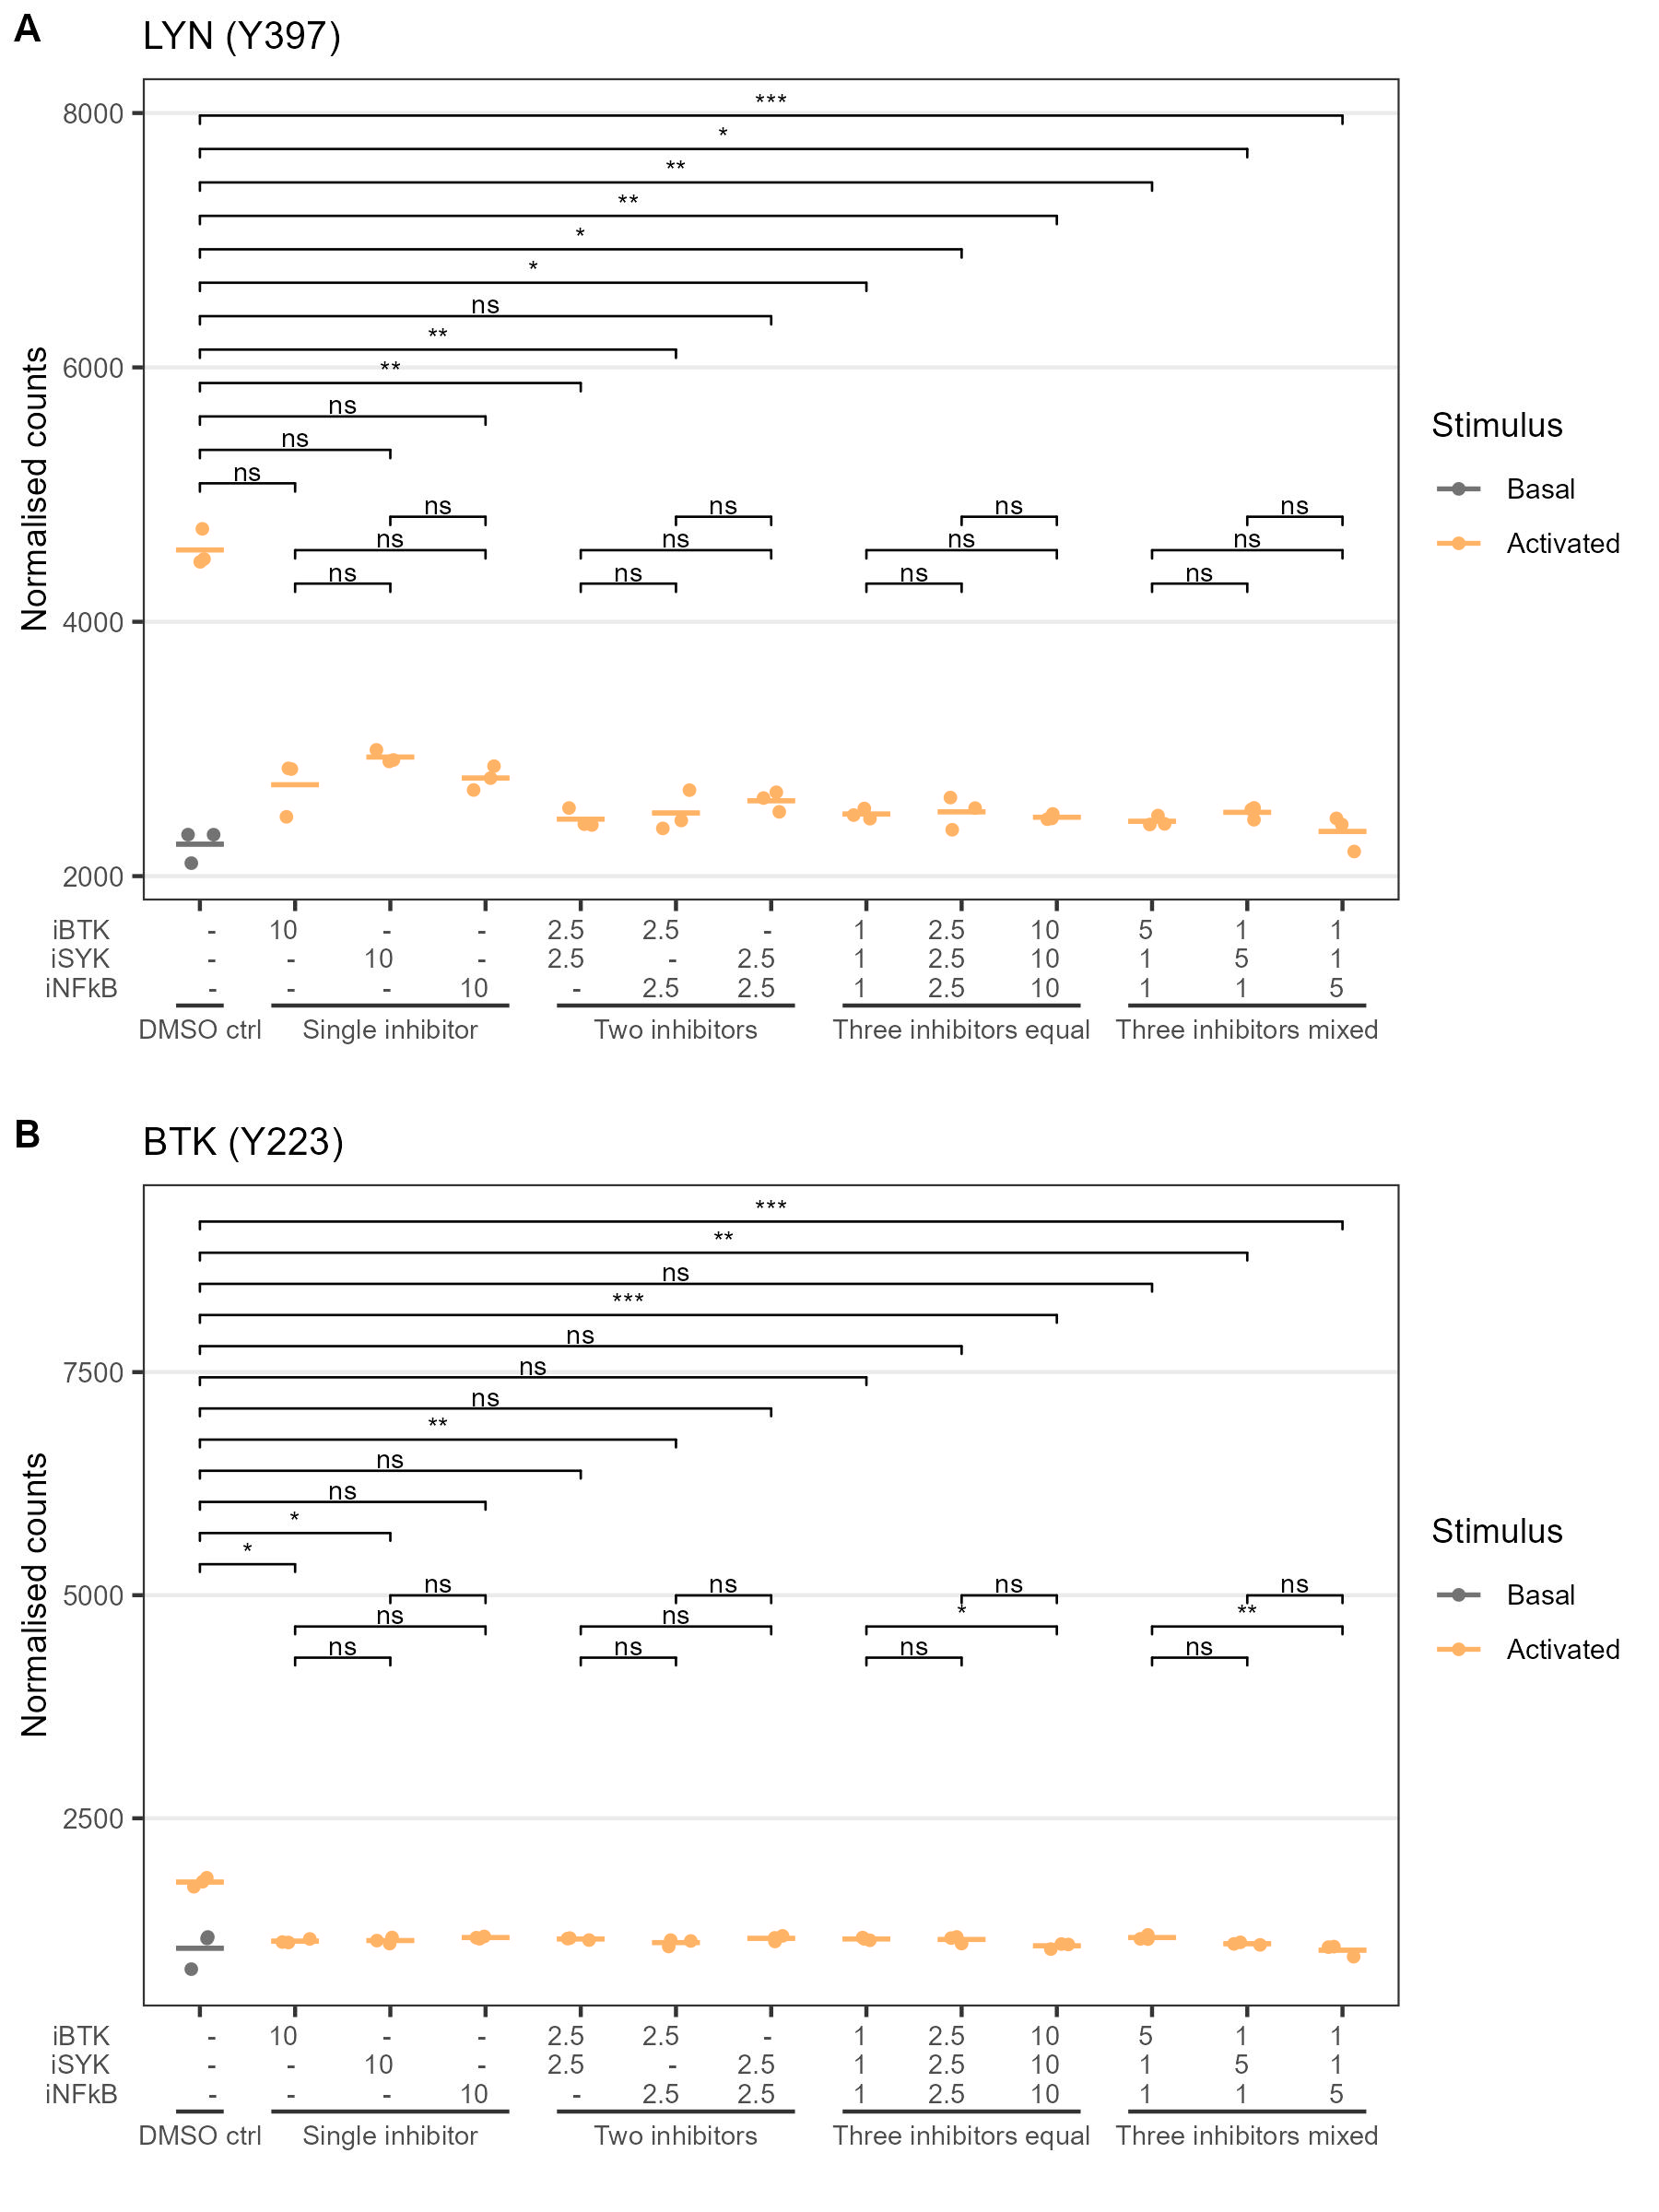 A
LYN (Y397)
8000
6000
4000
2000
Normalised counts
***
*
**
**
*
*
ns
**
**
ns
ns
ns
ns ns ns ns
ns ns ns ns
ns ns ns ns
iBTK - 10 - - 2.5 2.5 - 1 2.5 10 5 1 1
iSYK - - 10 - 2.5 - 2.5 1 2.5 10 1 5 1
iNFkB - - - 10 - 2.5 2.5 1 2.5 10 1 1 5
DMSO ctrl Single inhibitor Two inhibitors Three inhibitors equal Three inhibitors mixed
Stimulus
Basal
Activated
B
BTK (Y223)
7500
5000
2500
Normalised counts
***
**
ns
***
ns
ns
ns
**
ns
ns
*
*
ns ns ns ns
ns ns * **
ns ns ns ns
iBTK - 10 - - 2.5 2.5 - 1 2.5 10 5 1 1
iSYK - - 10 - 2.5 - 2.5 1 2.5 10 1 5 1
iNFkB - - - 10 - 2.5 2.5 1 2.5 10 1 1 5
DMSO ctrl Single inhibitor Two inhibitors Three inhibitors equal Three inhibitors mixed
Stimulus
Basal
Activated